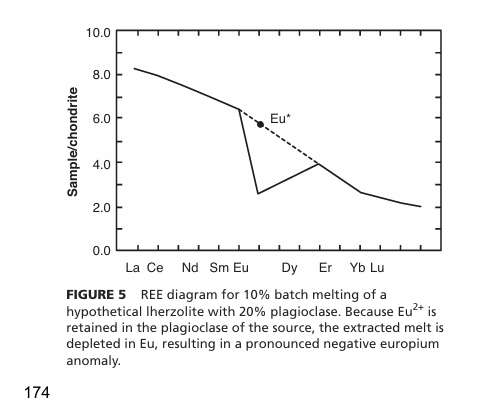 10.0
8.0
6.0
4.0
2.0
0.0
Sample/chondrite
Eu*
La Ce Nd Sm Eu Dy Er Yb Lu
FIGURE 5 REE diagram for 10% batch melting of a
hypothetical lherzolite with 20% plagioclase. Because Eu²⁺ is
retained in the plagioclase of the source, the extracted melt is
depleted in Eu, resulting in a pronounced negative europium
anomaly.
174